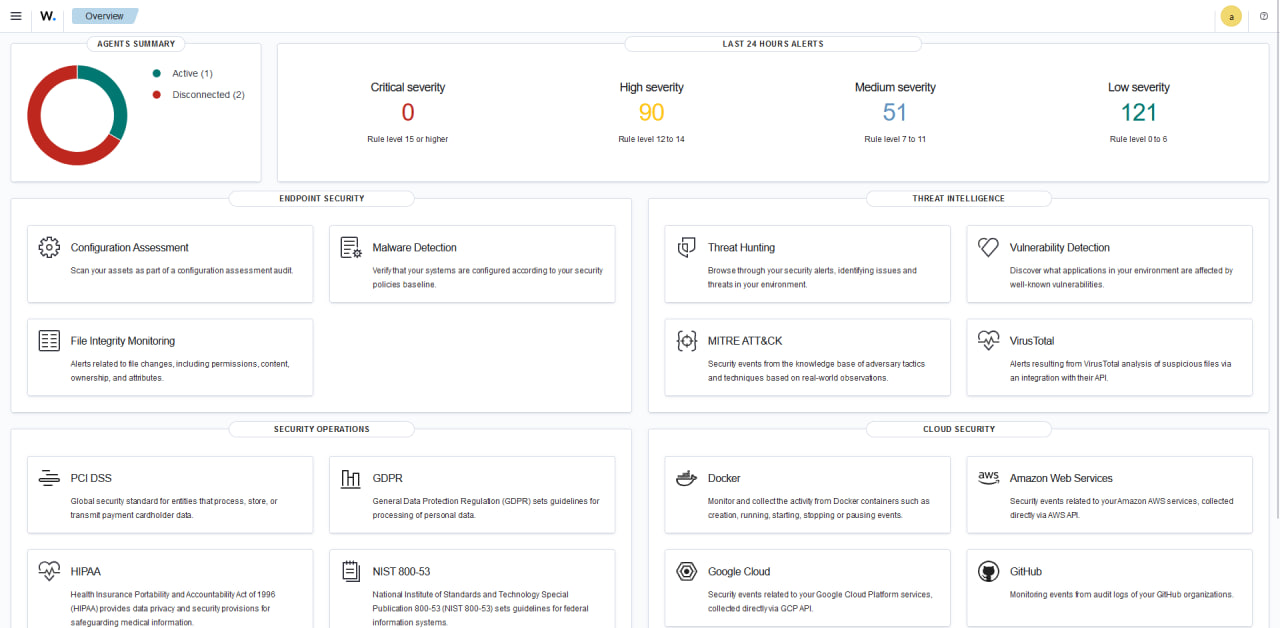 W. Overview a
AGENTS SUMMARY
Active (1)
Disconnected (2)
LAST 24 HOURS ALERTS
Critical severity
0
Rule level 15 or higher
High severity
90
Rule level 12 to 14
Medium severity
51
Rule level 7 to 11
Low severity
121
Rule level 0 to 6
ENDPOINT SECURITY
Configuration Assessment
Scan your assets as part of a configuration assessment audit.
Malware Detection
Verify that your systems are configured according to your security
policies baseline.
File Integrity Monitoring
Alerts related to file changes, including permissions, content,
ownership, and attributes.
THREAT INTELLIGENCE
Threat Hunting
Browse through your security alerts, identifying issues and
threats in your environment.
Vulnerability Detection
Discover what applications in your environment are affected by
well-known vulnerabilities.
MITRE ATT&CK
Security events from the knowledge base of adversary tactics
and techniques based on real-world observations.
VirusTotal
Alerts resulting from VirusTotal analysis of suspicious files via
an integration with their API.
SECURITY OPERATIONS
PCI DSS
Global security standard for entities that process, store, or
transmit payment cardholder data.
GDPR
General Data Protection Regulation (GDPR) sets guidelines for
processing of personal data.
HIPAA
Health Insurance Portability and Accountability Act of 1996
(HIPAA) provides data privacy and security provisions for
safeguarding medical information.
NIST 800-53
National Institute of Standards and Technology Special
Publication 800-53 (NIST 800-53) sets guidelines for federal
information systems.
CLOUD SECURITY
Docker
Monitor and collect the activity from Docker containers such as
creation, running, starting, stopping or pausing events.
aws
Amazon Web Services
Security events related to your Amazon AWS services, collected
directly via AWS API.
Google Cloud
Security events related to your Google Cloud Platform services,
collected directly via GCP API.
GitHub
Monitoring events from audit logs of your GitHub organizations.